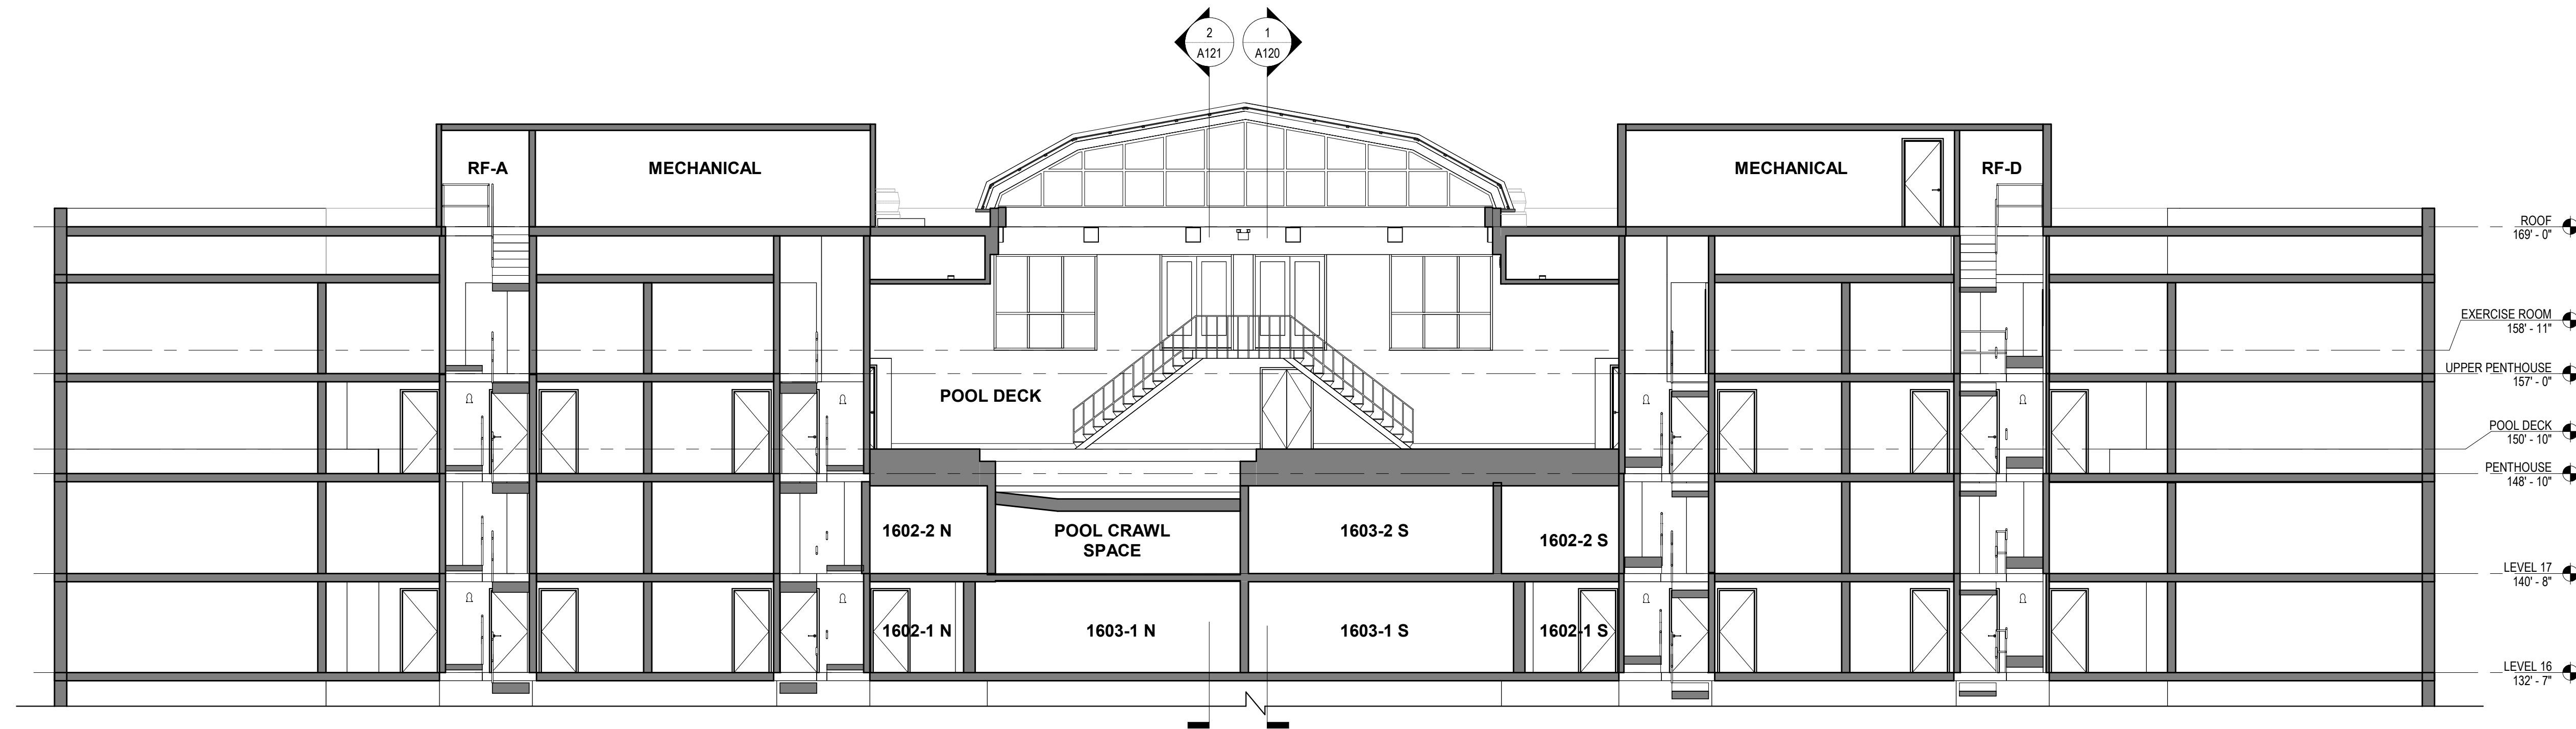 2
A121
1
A120
RF-A
MECHANICAL
MECHANICAL
RF-D
ROOF
169' - 0"
EXERCISE ROOM
158' - 11"
UPPER PENTHOUSE
157' - 0"
POOL DECK
POOL DECK
150' - 10"
PENTHOUSE
148' - 10"
1602-2 N
POOL CRAWL
SPACE
1603-2 S
1602-2 S
LEVEL 17
140' - 8"
1602-1 N
1603-1 N
1603-1 S
1602-1 S
LEVEL 16
132' - 7"